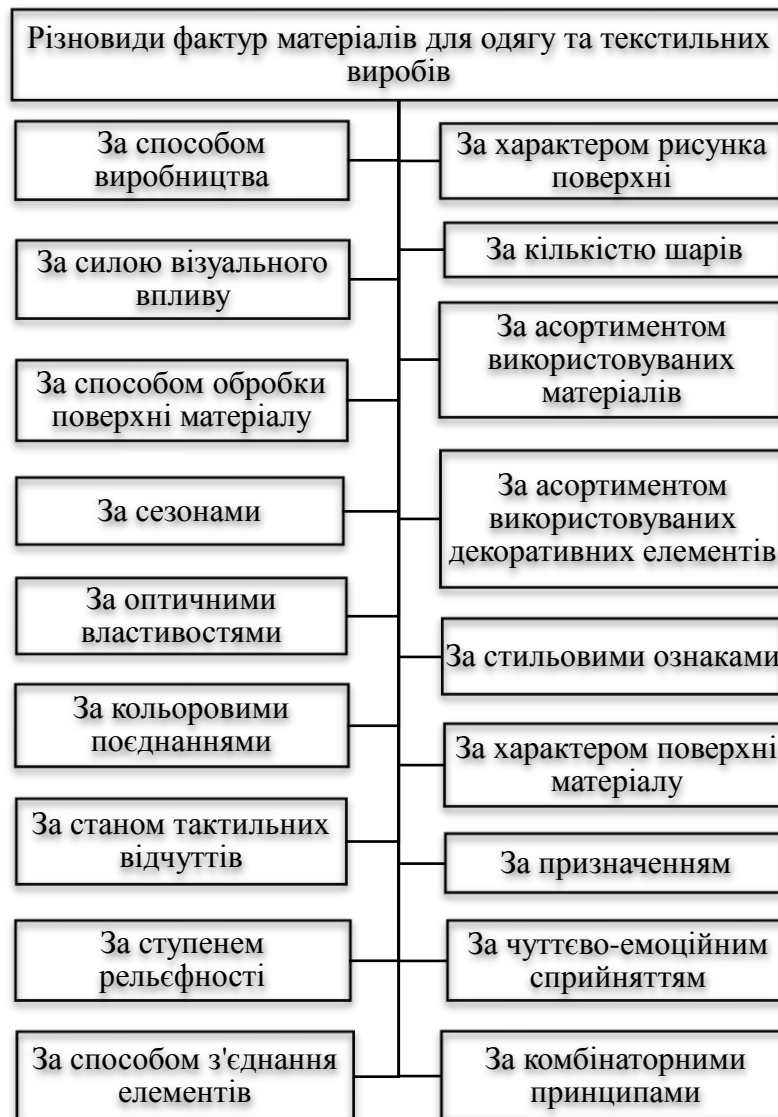 Різновиди фактур матеріалів для одягу та текстильних
виробів
За способом
виробництва
За характером рисунка
поверхні
За силою візуального
впливу
За кількістю шарів
За способом обробки
поверхні матеріалу
За асортиментом
використовуваних
матеріалів
За сезонами
За асортиментом
використовуваних
декоративних елементів
За оптичними
властивостями
За стильовими ознаками
За кольоровими
поєднаннями
За характером поверхні
матеріалу
За станом тактильних
відчуттів
За призначенням
За ступенем
рельєфності
За чуттєво-емоційним
сприйняттям
За способом з'єднання
елементів
За комбінаторними
принципами